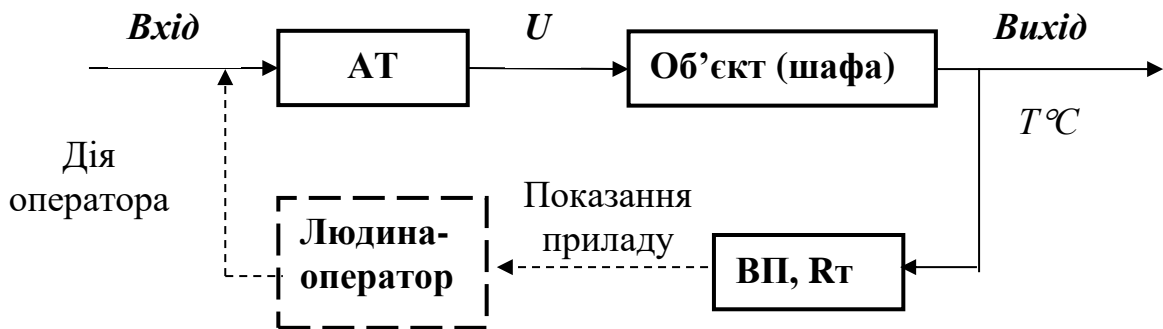 Вхід
U
Вихід
АТ
Об’єкт (шафа)
T°C
Дія
оператора
Показання
приладу
Людина-
оператор
ВП, Rт